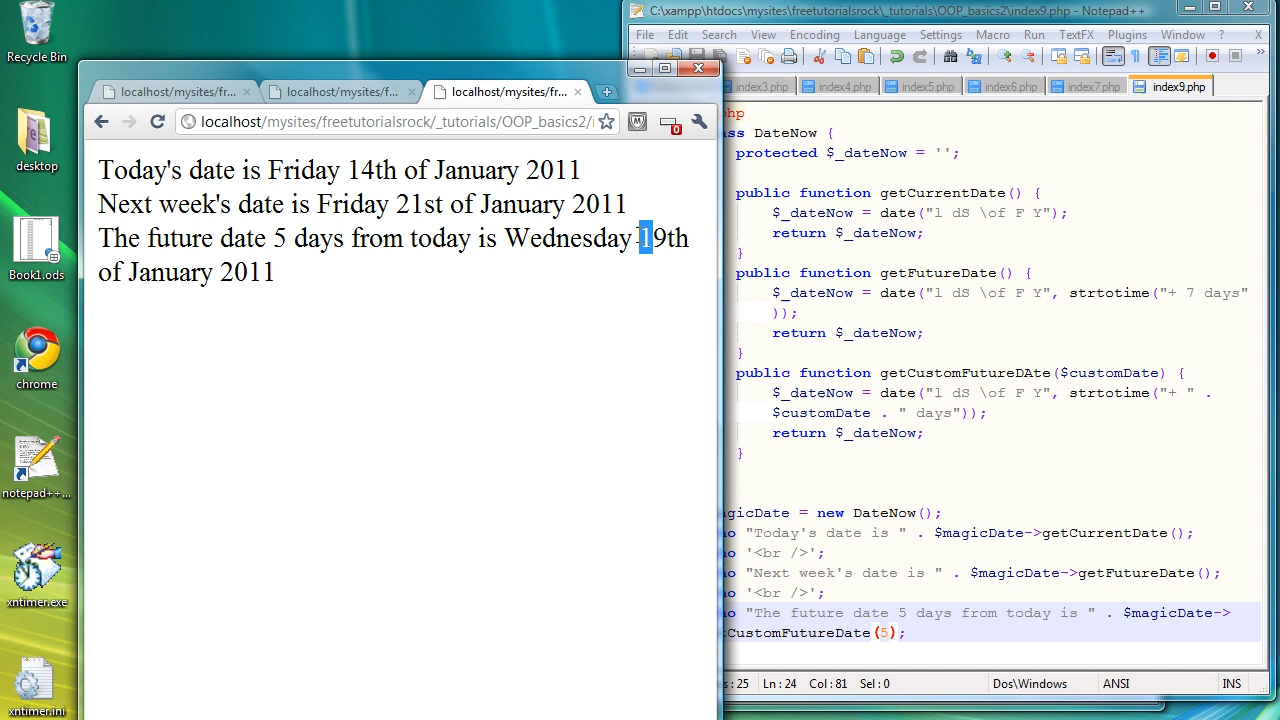 Recycle Bin
desktop
Book1.ods
chrome
notepad++...
xntimer.exe
xntimer.ini
localhost/mysites/fr...
localhost/mysites/f...
localhost/mysites/fr...
localhost/mysites/freetutorialsrock/_tutorials/OOP_basics2/i
0
Today's date is Friday 14th of January 2011
Next week's date is Friday 21st of January 2011
The future date 5 days from today is Wednesday 19th
of January 2011
C:\xampp\htdocs\mysites\freetutorialsrock\_tutorials\OOP_basics2\index9.php - Notepad++
File Edit Search View Encoding Language Settings Macro Run TextFX Plugins Window ? X
index3.php index4.php index5.php index6.php index7.php index9.php
php
ss DateNow {
protected $_dateNow = '';
public function getCurrentDate() {
$_dateNow = date("l dS \of F Y");
return $_dateNow;
}
public function getFutureDate() {
$_dateNow = date("l dS \of F Y", strtotime("+ 7 days"
));
return $_dateNow;
}
public function getCustomFutureDAte($customDate) {
$_dateNow = date("l dS \of F Y", strtotime("+ " .
$customDate . " days"));
return $_dateNow;
}
gicDate = new DateNow();
o "Today's date is " . $magicDate->getCurrentDate();
o '<br />';
o "Next week's date is " . $magicDate->getFutureDate();
o '<br />';
o "The future date 5 days from today is " . $magicDate->
CustomFutureDate(5);
s : 25 Ln : 24 Col : 81 Sel : 0 Dos\Windows ANSI INS